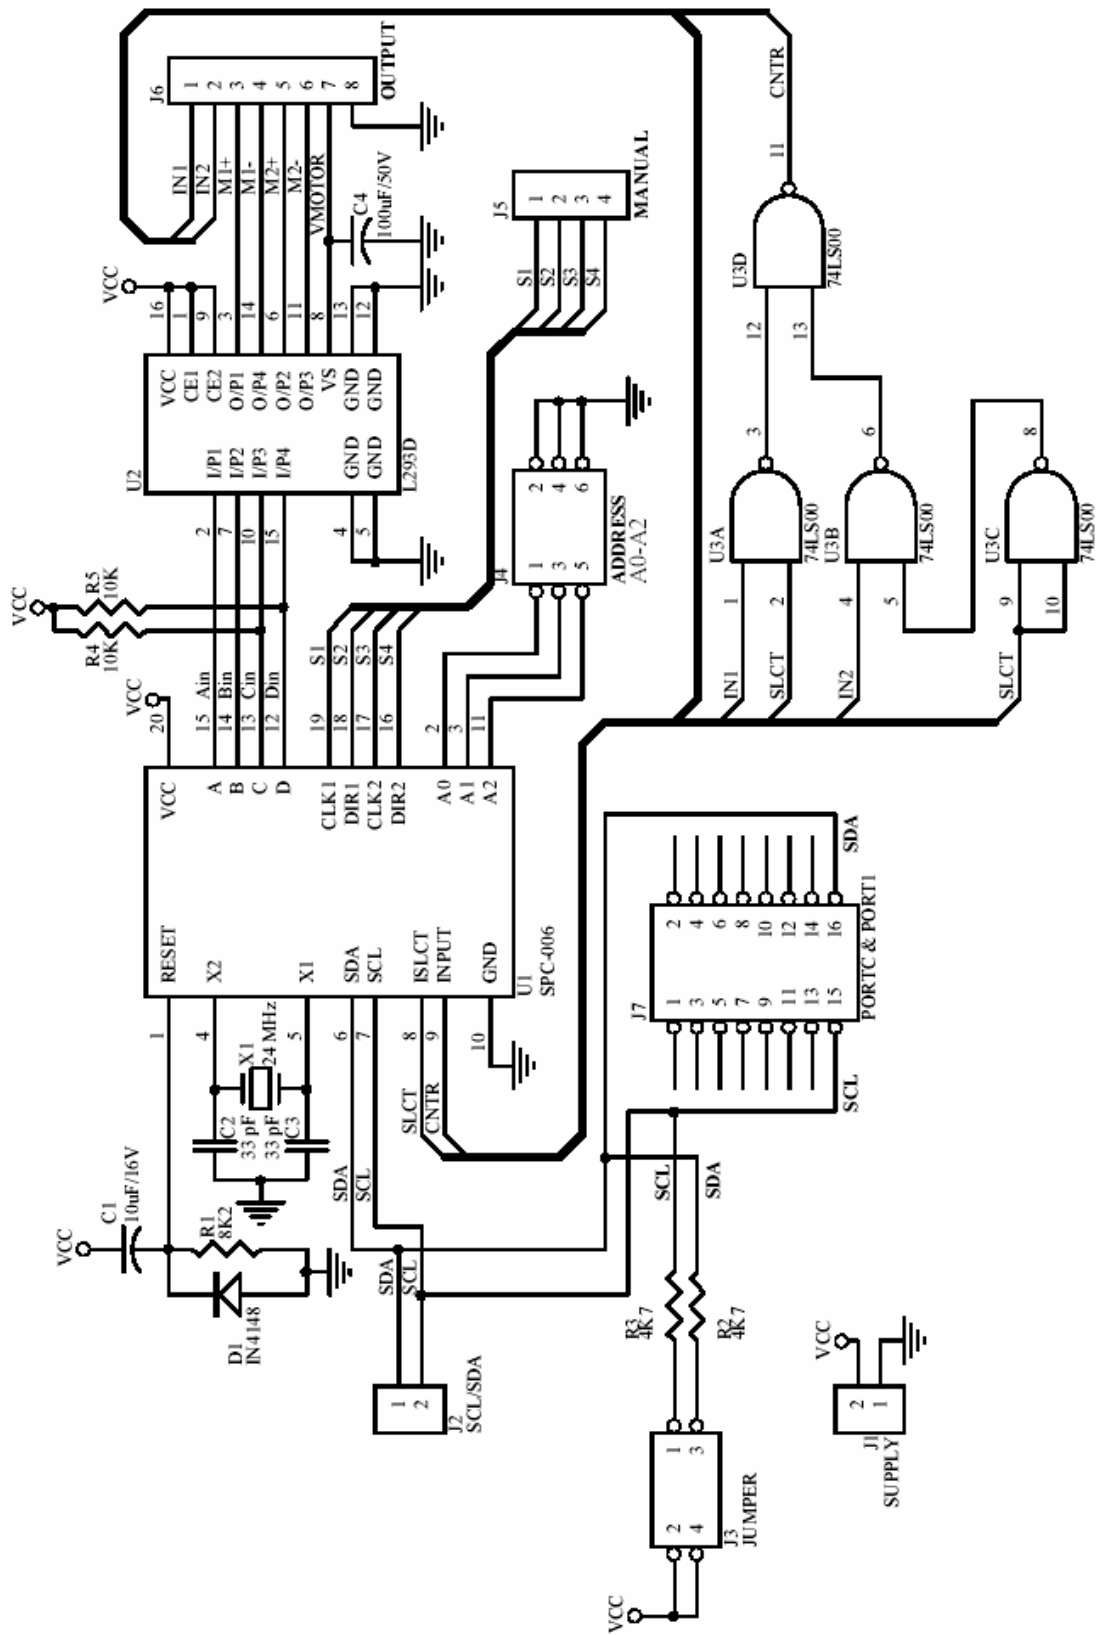 VCC
C1
10uF/16V
R1
8K2
D1
IN4148
C2
33 pF
33 pF
C3
X1
24 MHz
1
4
5
6
7
8
9
10
SDA
SCL
SLCT
CNTR
SDA
SCL
1
2
J2
SCL/SDA
RESET
X2
X1
SDA
SCL
ISLCT
INPUT
GND
U1
SPC-006
VCC
A
B
C
D
CLK1
DIR1
CLK2
DIR2
A0
A1
A2
VCC
20
15
14
13
12
19
18
17
16
2
3
11
Ain
Bin
Cin
Din
S1
S2
S3
S4
VCC
R4
10K
R5
10K
2
7
10
15
4
5
U2
I/P1
I/P2
I/P3
I/P4
GND
GND
L293D
VCC
CE1
CE2
O/P1
O/P4
O/P2
O/P3
VS
GND
GND
16
1
9
3
14
6
11
8
13
12
VCC
IN1
IN2
M1+
M1-
M2+
M2-
VMOTOR
C4
100uF/50V
J6
1
2
3
4
5
6
7
8
OUTPUT
J4
1
3
5
2
4
6
ADDRESS
A0-A2
S1
S2
S3
S4
J5
1
2
3
4
MANUAL
VCC
2
4
1
3
J3
JUMPER
R3
4K7
R2
4K7
SCL
SDA
SCL
J7
1
3
5
7
9
11
13
15
2
4
6
8
10
12
14
16
PORTC & PORT1
SDA
IN1
SLCT
IN2
SLCT
1
2
4
5
9
10
U3A
74LS00
U3B
74LS00
U3C
74LS00
3
6
8
12
13
U3D
74LS00
11
CNTR
2
1
J1
SUPPLY
VCC